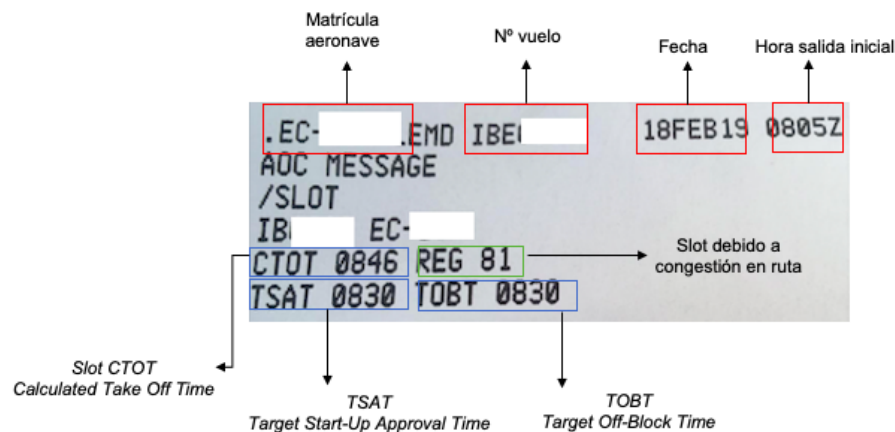 Matrícula
aeronave
Nº vuelo
Fecha
Hora salida inicial
.EC- .EMD IBE 18FEB19 0805Z
AOC MESSAGE
/SLOT
IB EC-
CTOT 0846 REG 81
TSAT 0830 TOBT 0830
Slot debido a
congestión en ruta
Slot CTOT
Calculated Take Off Time
TSAT
Target Start-Up Approval Time
TOBT
Target Off-Block Time